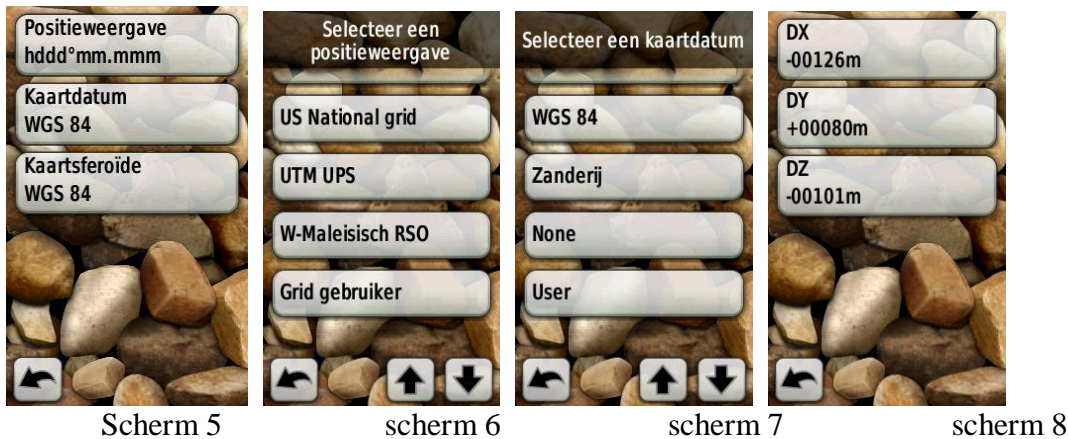 Positieweergave
hddd°mm.mmm
Kaartdatum
WGS 84
Kaartsferoïde
WGS 84
Selecteer een
positieweergave
US National grid
UTM UPS
W-Maleisisch RSO
Grid gebruiker
Selecteer een kaartdatum
WGS 84
Zanderij
None
User
DX
-00126m
DY
+00080m
DZ
-00101m
Scherm 5
scherm 6
scherm 7
scherm 8